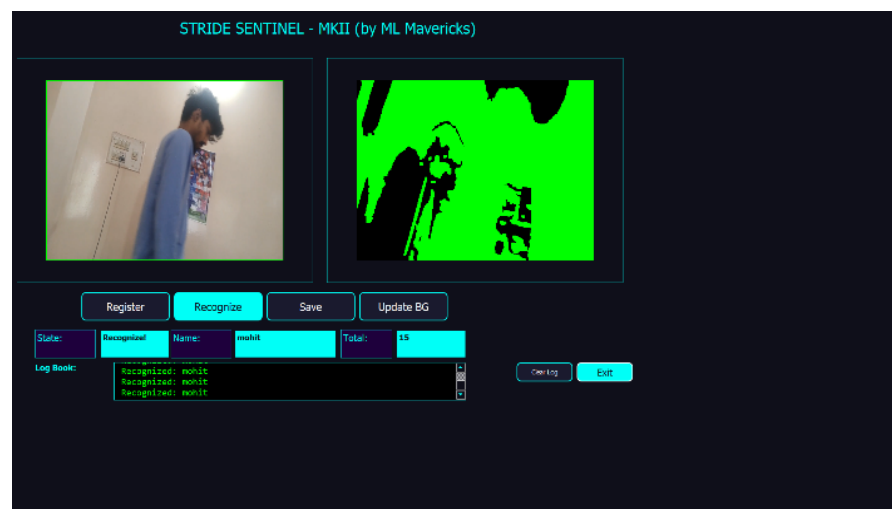 STRIDE SENTINEL - MKII (by ML Mavericks)
Register Recognize Save Update BG
State: Recognize! Name: mohit Total: 15
Log Book:
Recognized: mohit
Recognized: mohit
Recognized: mohit
Clear Log Exit